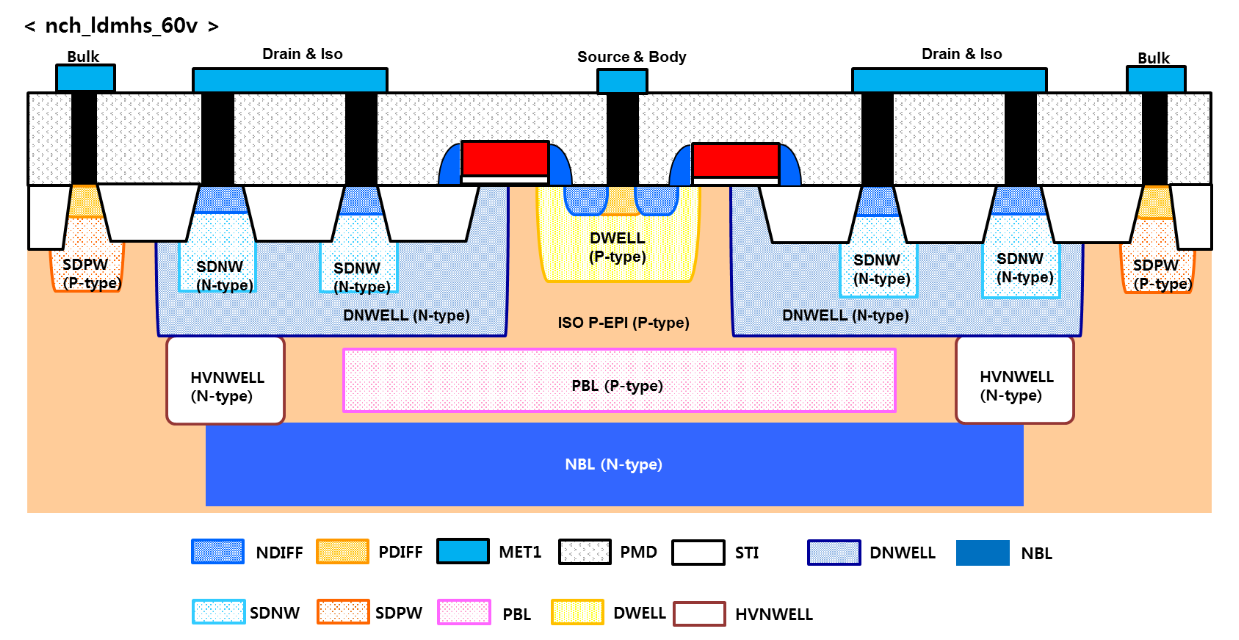 < nch_ldmhs_60v >
Bulk
Drain & Iso
Source & Body
Drain & Iso
Bulk
SDPW
(P-type)
SDNW
(N-type)
SDNW
(N-type)
DWELL
(P-type)
SDNW
(N-type)
SDNW
(N-type)
SDPW
(P-type)
DNWELL (N-type)
ISO P-EPI (P-type)
DNWELL (N-type)
HVNWELL
(N-type)
PBL (P-type)
HVNWELL
(N-type)
NBL (N-type)
NDIFF
PDIFF
MET1
PMD
STI
DNWELL
NBL
SDNW
SDPW
PBL
DWELL
HVNWELL